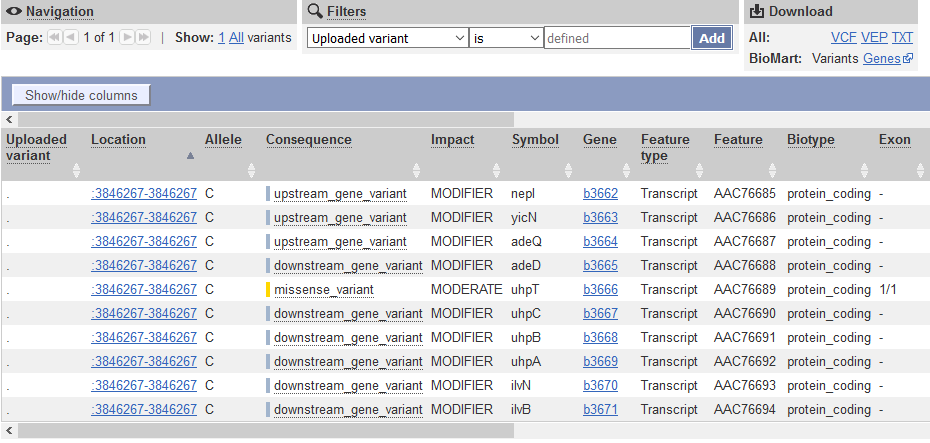 Navigation
Page: 1 of 1 | Show: 1 All variants
Filters
Uploaded variant is defined Add
Download
All: VCF VEP TXT
BioMart: Variants Genes
Show/hide columns
Uploaded variant Location Allele Consequence Impact Symbol Gene Feature type Feature Biotype Exon
. :3846267-3846267 C upstream_gene_variant MODIFIER nepI b3662 Transcript AAC76685 protein_coding -
. :3846267-3846267 C upstream_gene_variant MODIFIER yicN b3663 Transcript AAC76686 protein_coding -
. :3846267-3846267 C upstream_gene_variant MODIFIER adeQ b3664 Transcript AAC76687 protein_coding -
. :3846267-3846267 C downstream_gene_variant MODIFIER adeD b3665 Transcript AAC76688 protein_coding -
. :3846267-3846267 C missense_variant MODERATE uhpT b3666 Transcript AAC76689 protein_coding 1/1
. :3846267-3846267 C downstream_gene_variant MODIFIER uhpC b3667 Transcript AAC76690 protein_coding -
. :3846267-3846267 C downstream_gene_variant MODIFIER uhpB b3668 Transcript AAC76691 protein_coding -
. :3846267-3846267 C downstream_gene_variant MODIFIER uhpA b3669 Transcript AAC76692 protein_coding -
. :3846267-3846267 C downstream_gene_variant MODIFIER ilvN b3670 Transcript AAC76693 protein_coding -
. :3846267-3846267 C downstream_gene_variant MODIFIER ilvB b3671 Transcript AAC76694 protein_coding -